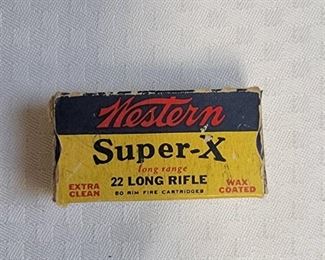 Western
Super-X
long range
EXTRA CLEAN
22 LONG RIFLE
50 RIM FIRE CARTRIDGES
WAX COATED